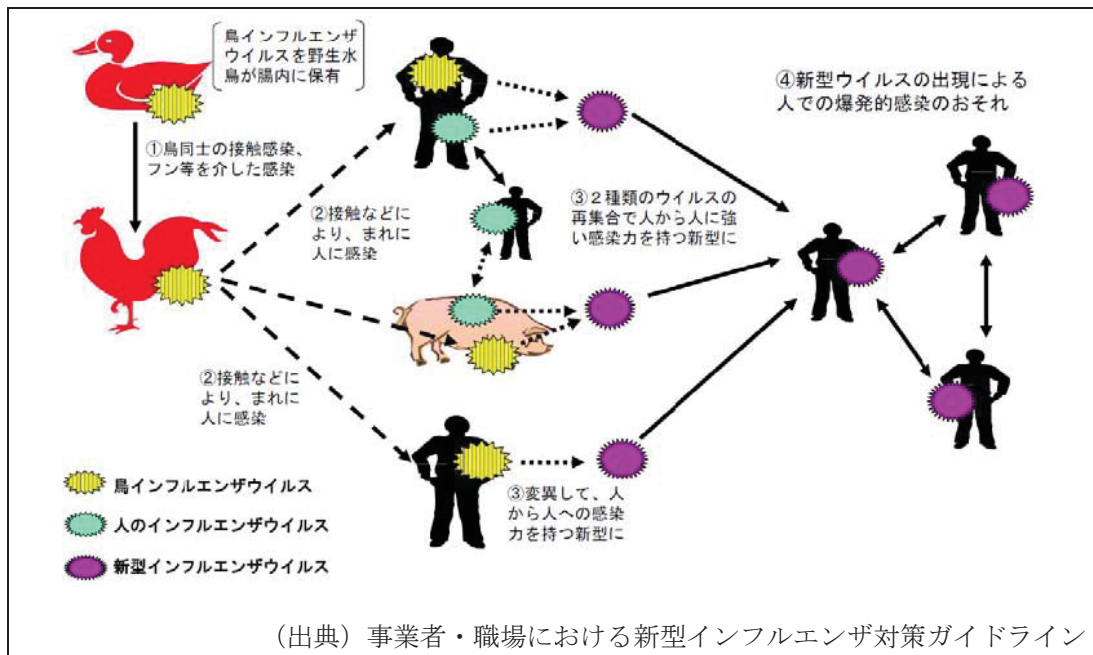 鳥インフルエンザ
ウイルスを野生水
鳥が腸内に保有
①鳥同士の接触感染、
フン等を介した感染
②接触などに
より、まれに
人に感染
③２種類のウイルスの
再集合で人から人に強
い感染力を持つ新型に
④新型ウイルスの出現による
人での爆発的感染のおそれ
②接触などに
より、まれに
人に感染
③変異して、人
から人への感染
力を持つ新型に
鳥インフルエンザウイルス
人のインフルエンザウイルス
新型インフルエンザウイルス
（出典）事業者・職場における新型インフルエンザ対策ガイドライン